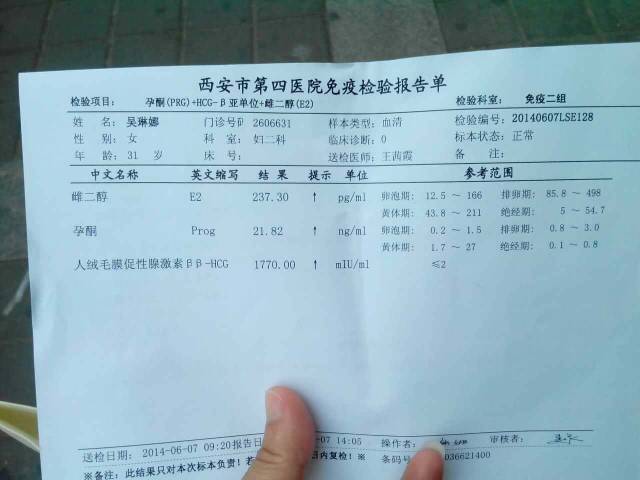 西安市第四医院免疫检验报告单
检验项目: 孕酮(PRG)+HCG-β亚单位+雌二醇(E2) 检验科室: 免疫二组
姓 名: 吴琳娜 门诊号码 2606631 样本类型: 血清 检验编号: 20140607LSE128
性 别: 女 科 室: 妇二科 临床诊断: 0 标本状态: 正常
年 龄: 31 岁 床 号: 送检医师: 王茜霞 备 注:
中文名称 英文缩写 结 果 提示 单位 参考范围
雌二醇 E2 237.30 ↑ pg/ml 卵泡期: 12.5 ~ 166 排卵期: 85.8 ~ 498
黄体期: 43.8 ~ 211 绝经期: 5 ~ 54.7
孕酮 Prog 21.82 ↑ ng/ml 卵泡期: 0.2 ~ 1.5 排卵期: 0.8 ~ 3.0
黄体期: 1.7 ~ 27 绝经期: 0.1 ~ 0.8
人绒毛膜促性腺激素β β-HCG 1770.00 ↑ mIU/ml ≤2
送检日期: 2014-06-07 09:20 报告日 -07 14:05 操作者: 审核者:
※备注: 此结果只对本次标本负责! 若 日内复检! ※ 条码号 036621400